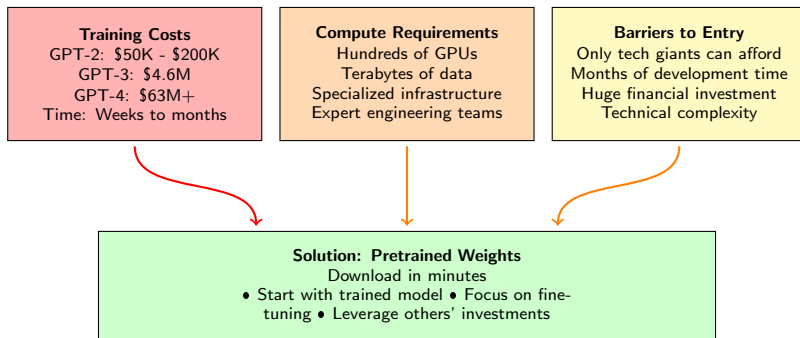 Training Costs
GPT-2: $50K - $200K
GPT-3: $4.6M
GPT-4: $63M+
Time: Weeks to months
Compute Requirements
Hundreds of GPUs
Terabytes of data
Specialized infrastructure
Expert engineering teams
Barriers to Entry
Only tech giants can afford
Months of development time
Huge financial investment
Technical complexity
Solution: Pretrained Weights
Download in minutes
• Start with trained model • Focus on fine-
tuning • Leverage others' investments